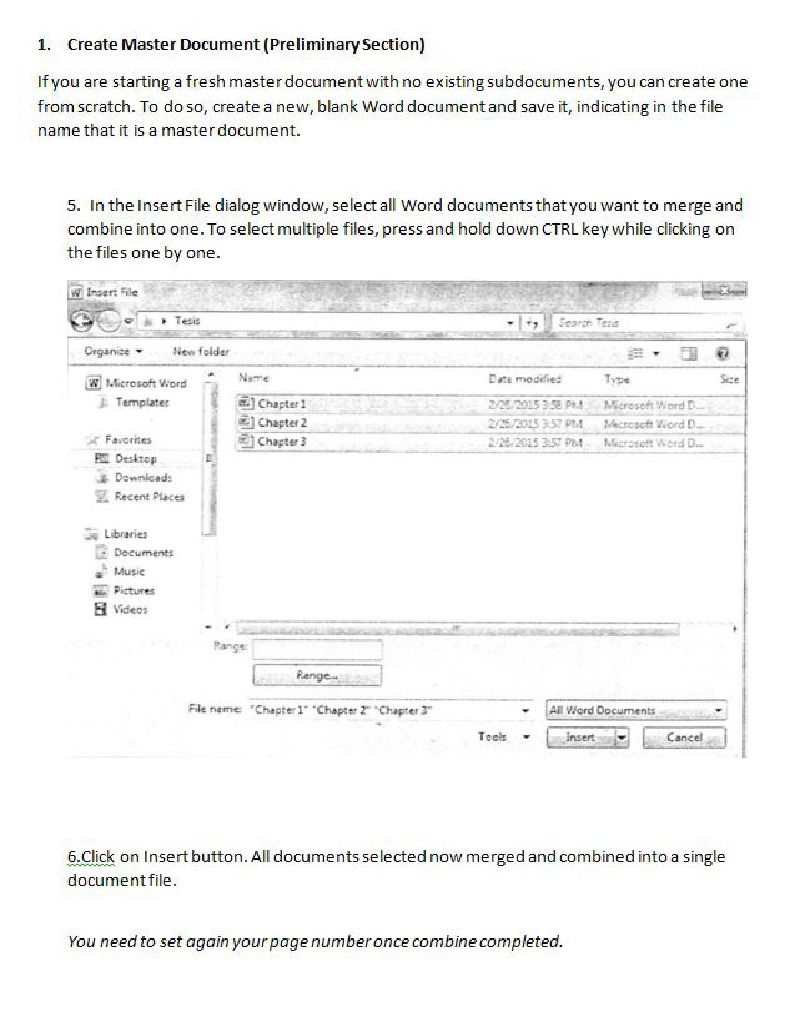 1. Create Master Document (Preliminary Section)
If you are starting a fresh master document with no existing subdocuments, you can create one
from scratch. To do so, create a new, blank Word document and save it, indicating in the file
name that it is a master document.
5. In the Insert File dialog window, select all Word documents that you want to merge and
combine into one. To select multiple files, press and hold down CTRL key while clicking on
the files one by one.
Insert File
Tesis
Search Tesis
Organize
New folder
Name
Date modified
Type
Size
Microsoft Word
Templates
Favorites
Desktop
Downloads
Recent Places
Libraries
Documents
Music
Pictures
Videos
Chapter 1
2/26/2015 3:58 PM
Microsoft Word D...
Chapter 2
2/26/2015 3:57 PM
Microsoft Word D...
Chapter 3
2/26/2015 3:57 PM
Microsoft Word D...
Range:
Range...
File name: "Chapter 1" "Chapter 2" "Chapter 3"
All Word Documents
Tools
Insert
Cancel
6.Click on Insert button. All documents selected now merged and combined into a single
document file.
You need to set again your page number once combine completed.